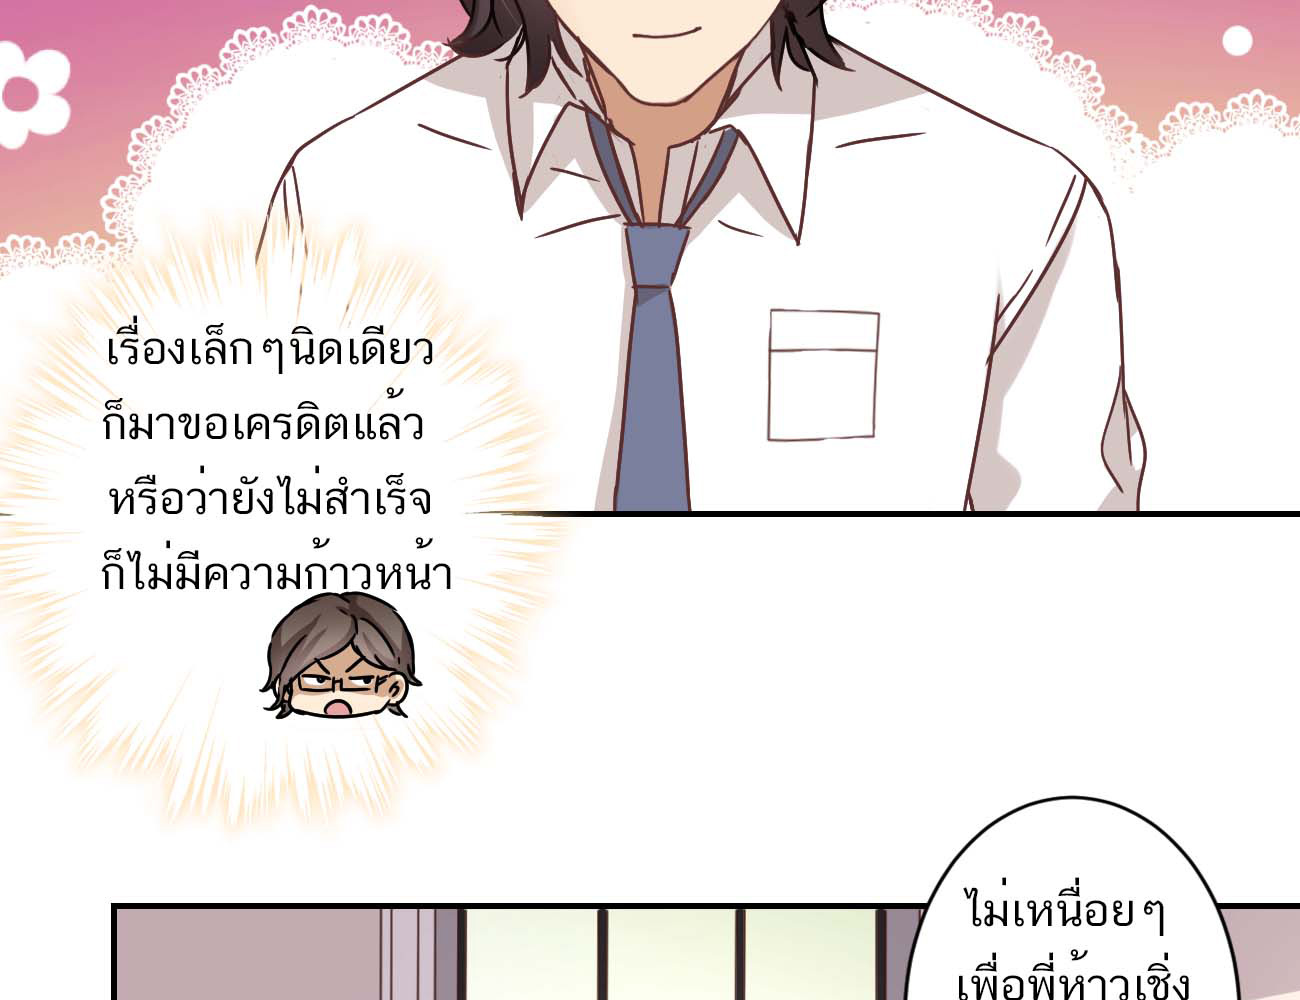 เรื่องเล็กๆนิดเดียว
ก็มาขอเครดิตแล้ว
หรือว่ายังไม่สำเร็จ
ก็ไม่มีความก้าวหน้า
ไม่เหนื่อยๆ
เพื่อพี่ห้าวเชิ่ง